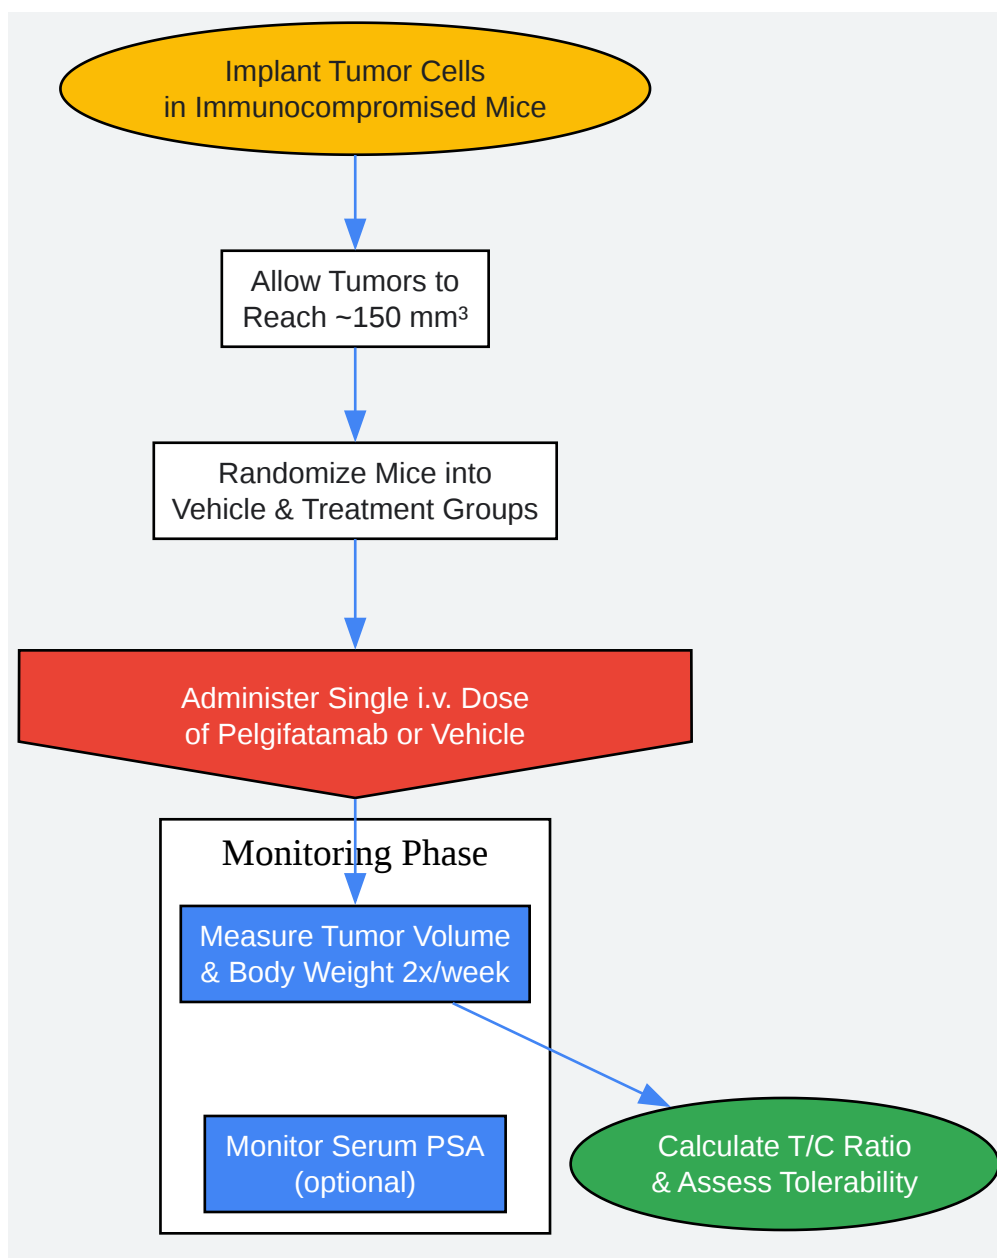 Implant Tumor Cells
in Immunocompromised Mice
Allow Tumors to
Reach ~150 mm³
Randomize Mice into
Vehicle & Treatment Groups
Administer Single i.v. Dose
of Pelgifatamab or Vehicle
Monitoring Phase
Measure Tumor Volume
& Body Weight 2x/week
Monitor Serum PSA
(optional)
Calculate T/C Ratio
& Assess Tolerability